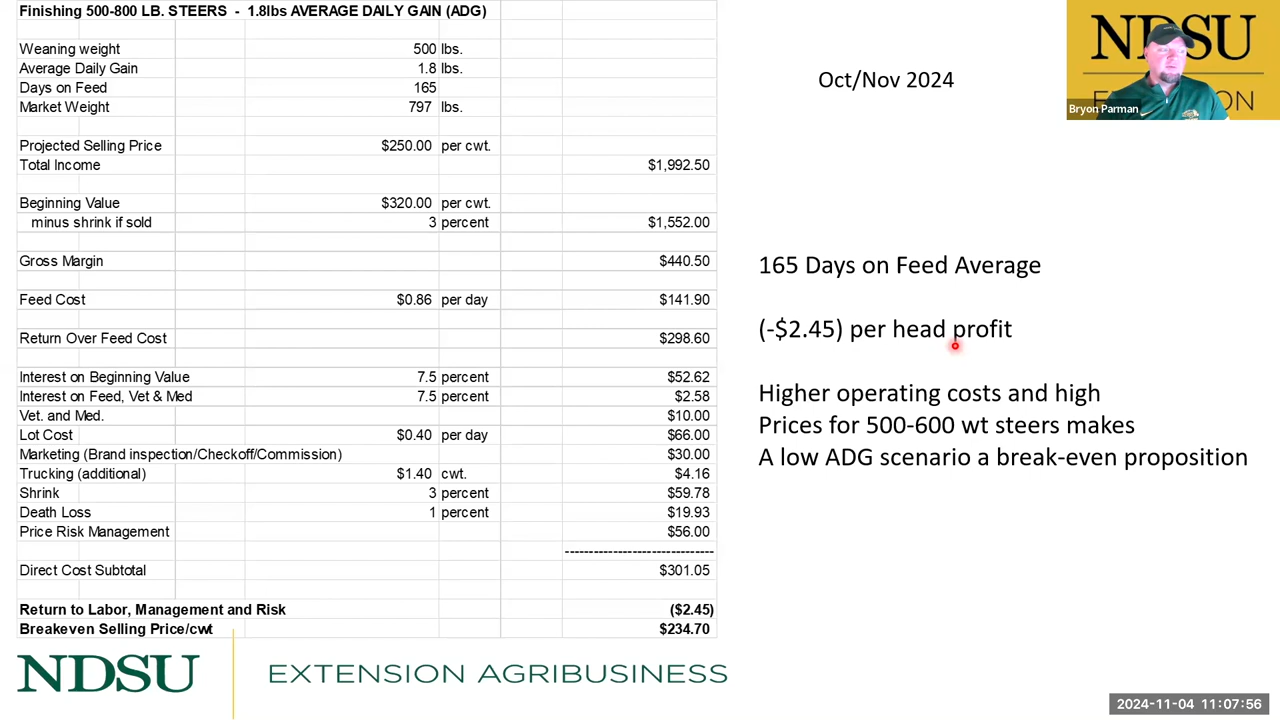 Finishing 500-800 LB. STEERS - 1.8lbs AVERAGE DAILY GAIN (ADG)
Weaning weight 500 lbs.
Average Daily Gain 1.8 lbs.
Days on Feed 165
Market Weight 797 lbs.
Projected Selling Price $250.00 per cwt.
Total Income $1,992.50
Beginning Value $320.00 per cwt.
minus shrink if sold 3 percent $1,552.00
Gross Margin $440.50
Feed Cost $0.86 per day $141.90
Return Over Feed Cost $298.60
Interest on Beginning Value 7.5 percent $52.62
Interest on Feed, Vet & Med 7.5 percent $2.58
Vet. and Med. $10.00
Lot Cost $0.40 per day $66.00
Marketing (Brand inspection/Checkoff/Commission) $30.00
Trucking (additional) $1.40 cwt. $4.16
Shrink 3 percent $59.78
Death Loss 1 percent $19.93
Price Risk Management $56.00
-------------------------------
Direct Cost Subtotal $301.05
Return to Labor, Management and Risk ($2.45)
Breakeven Selling Price/cwt $234.70
Oct/Nov 2024
165 Days on Feed Average
(-$2.45) per head profit
Higher operating costs and high
Prices for 500-600 wt steers makes
A low ADG scenario a break-even proposition
NDSU
Bryon Parman
NDSU EXTENSION AGRIBUSINESS
2024-11-04 11:07:56